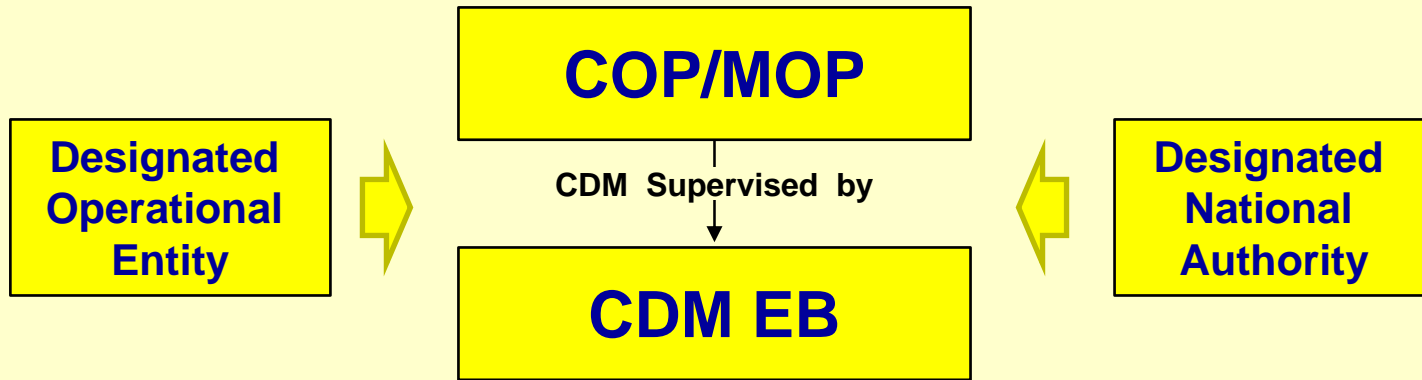 COP/MOP
Designated
Operational
Entity
CDM Supervised by
Designated
National
Authority
CDM EB